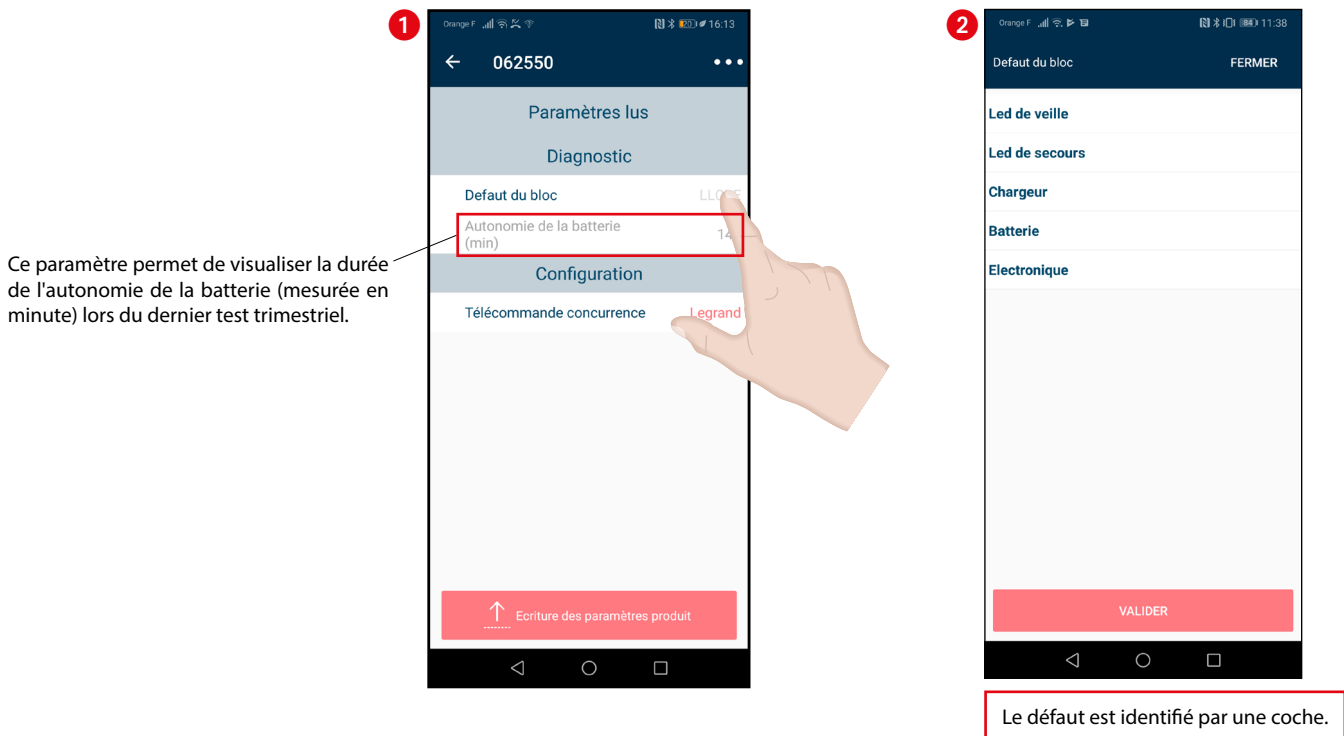 1
Orange F 20 16:13
062550
Paramètres lus
Diagnostic
Defaut du bloc
Autonomie de la batterie
(min)
Configuration
Télécommande concurrence Legrand
Ecriture des paramètres produit
Ce paramètre permet de visualiser la durée
de l'autonomie de la batterie (mesurée en
minute) lors du dernier test trimestriel.
2
Orange F 84 11:38
Defaut du bloc FERMER
Led de veille
Led de secours
Chargeur
Batterie
Electronique
VALIDER
Le défaut est identifié par une coche.